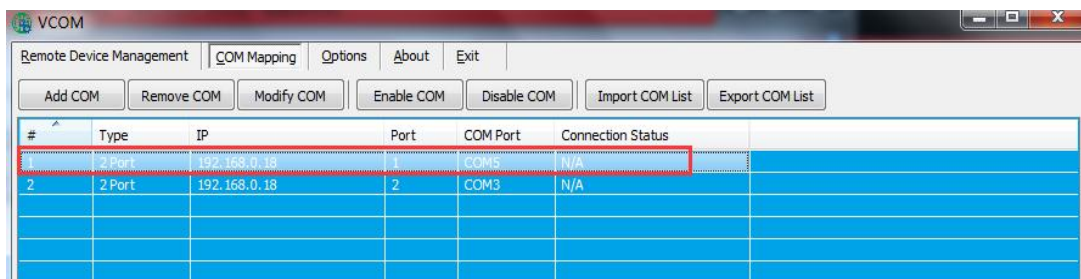 VCOM
Remote Device Management COM Mapping Options About Exit
Add COM Remove COM Modify COM Enable COM Disable COM Import COM List Export COM List
# Type IP Port COM Port Connection Status
1 2 Port 192.168.0.18 1 COM5 N/A
2 2 Port 192.168.0.18 2 COM3 N/A